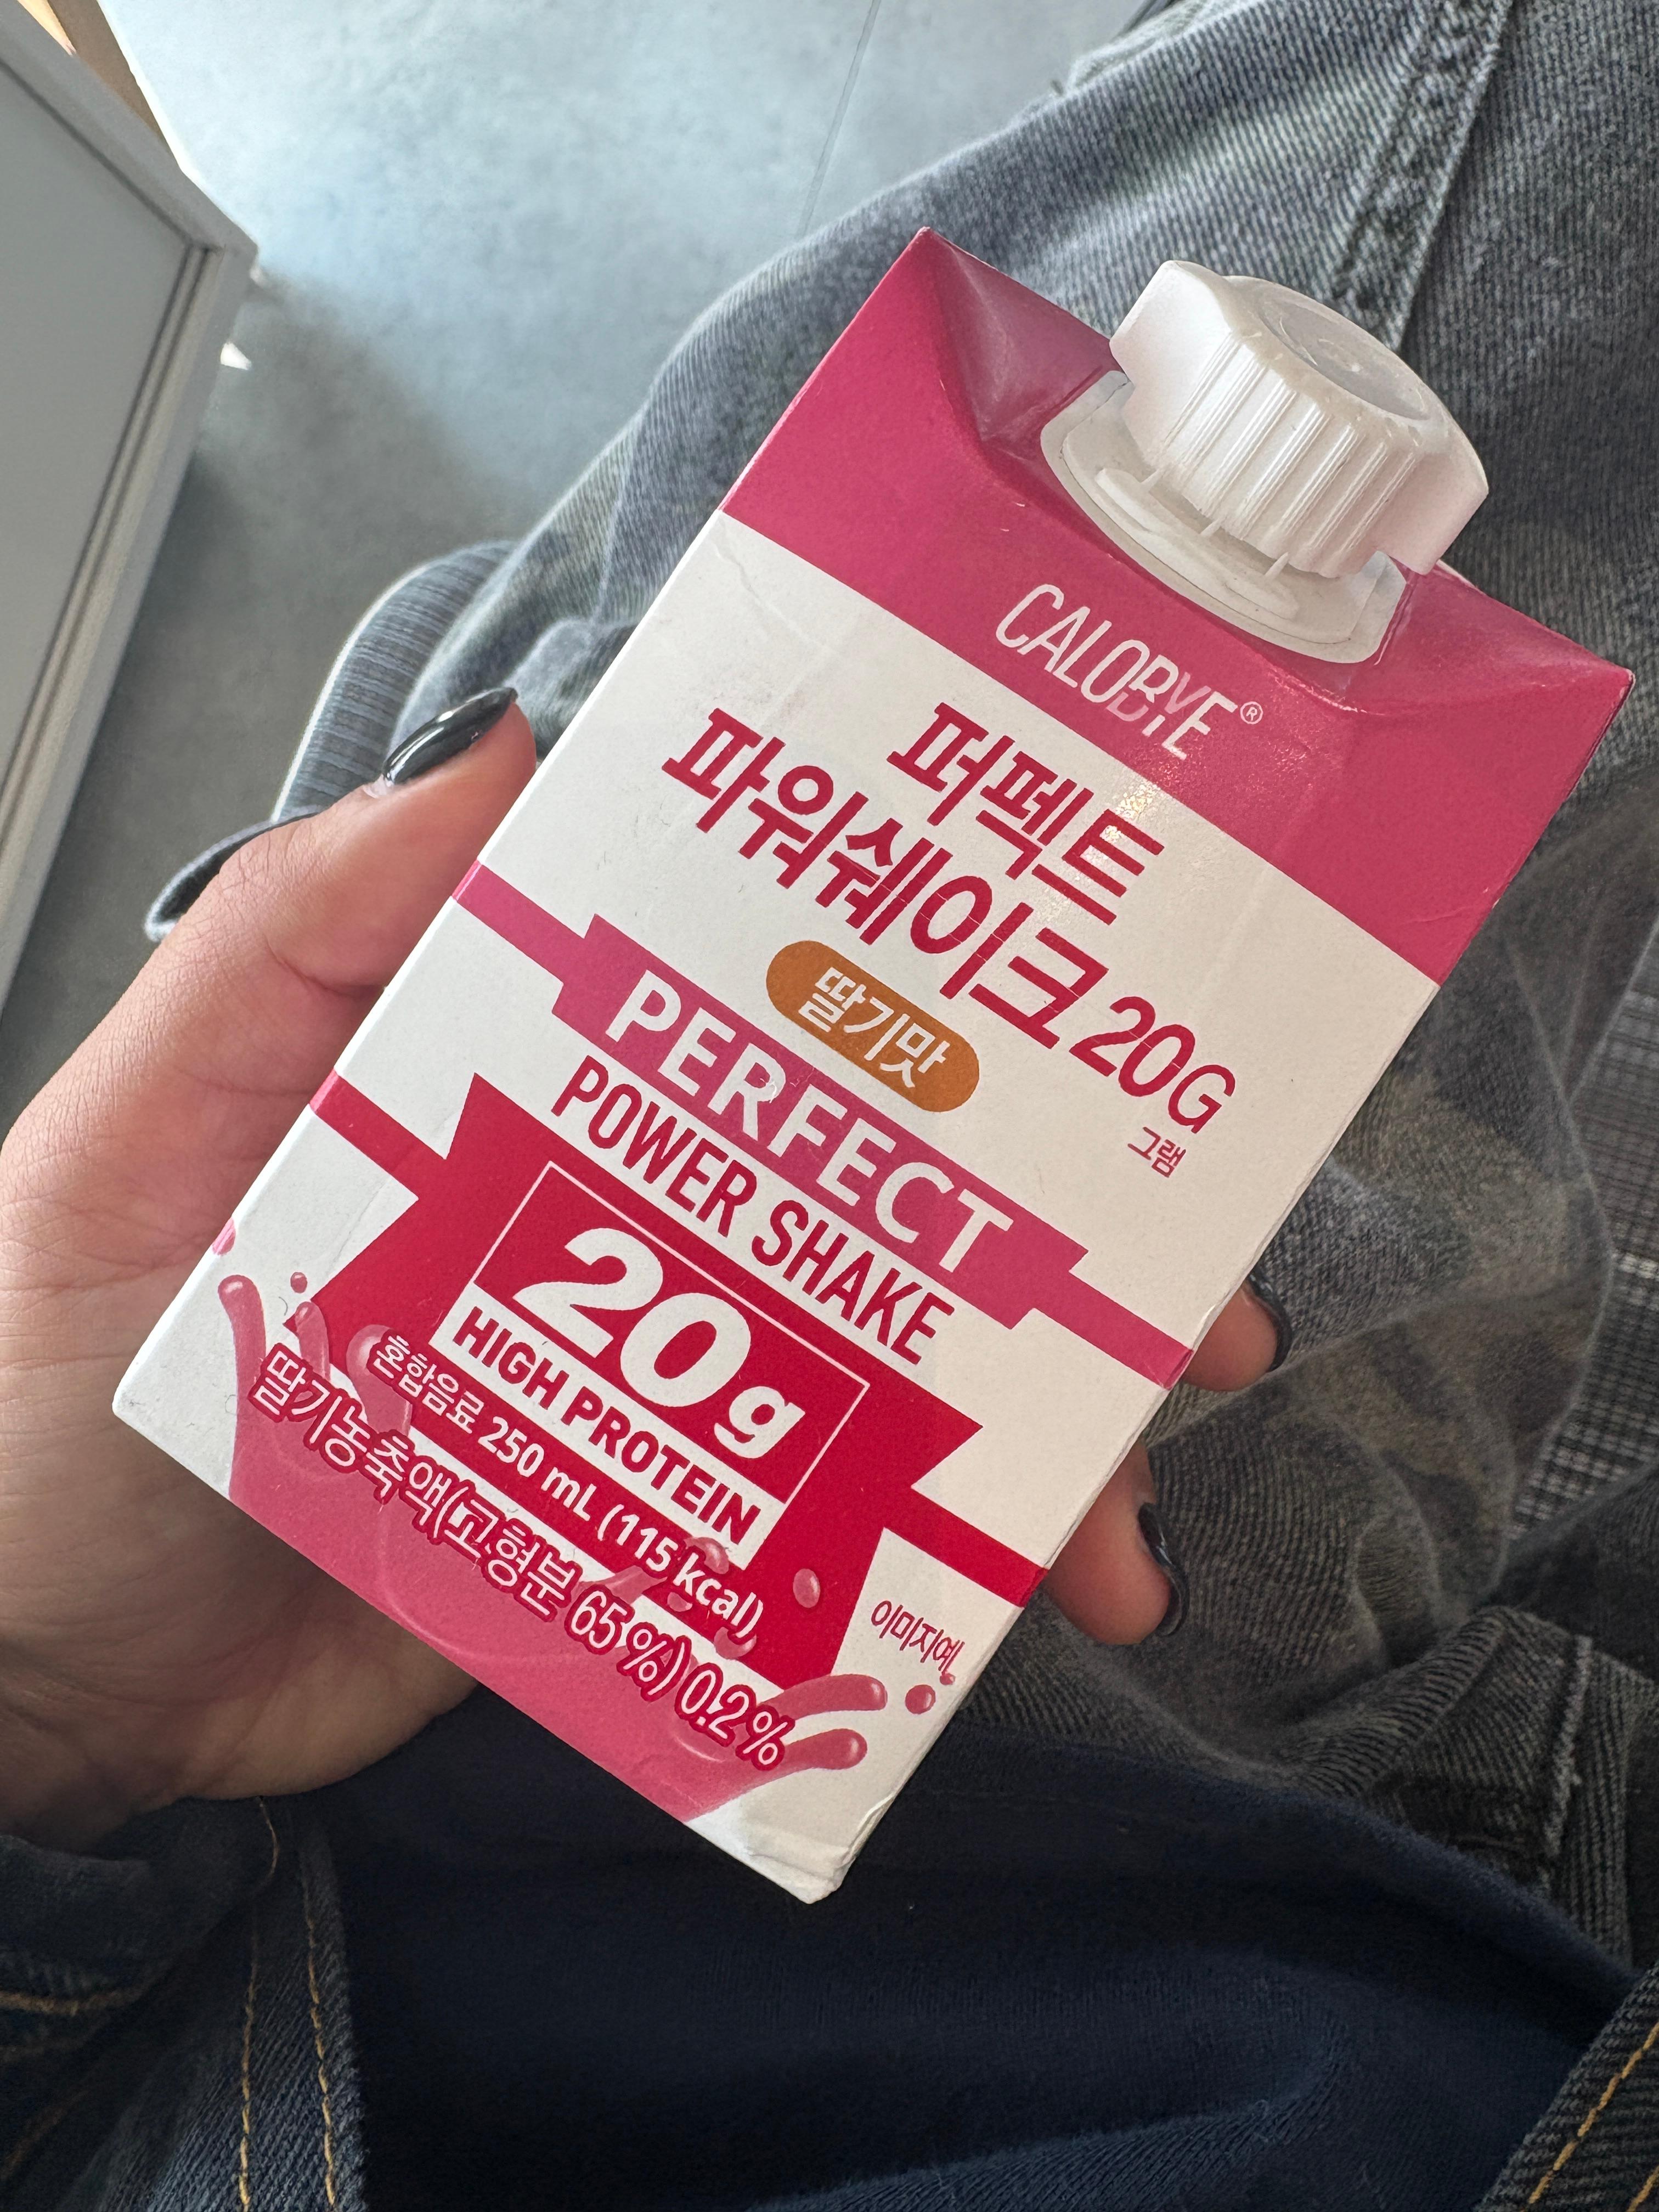 CALOBYE®
퍼펙트
파워쉐이크 20G
그램
딸기맛
PERFECT
POWER SHAKE
20g
HIGH PROTEIN
혼합음료 250 mL (115 kcal)
딸기농축액(고형분 65 %) 0.2 %
이미지예